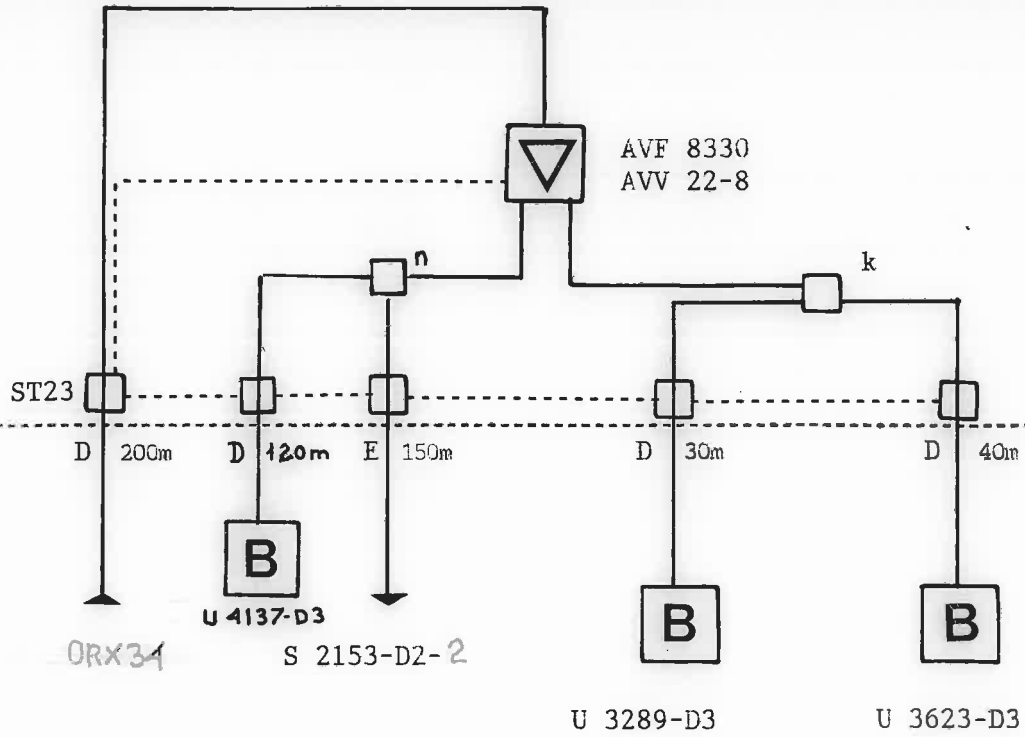 AVF 8330
AVV 22-8
n
k
ST23
D 200m D 120m E 150m D 30m D 40m
B
U 4137-D3
B B
ORX34
S 2153-D2-2
U 3289-D3 U 3623-D3